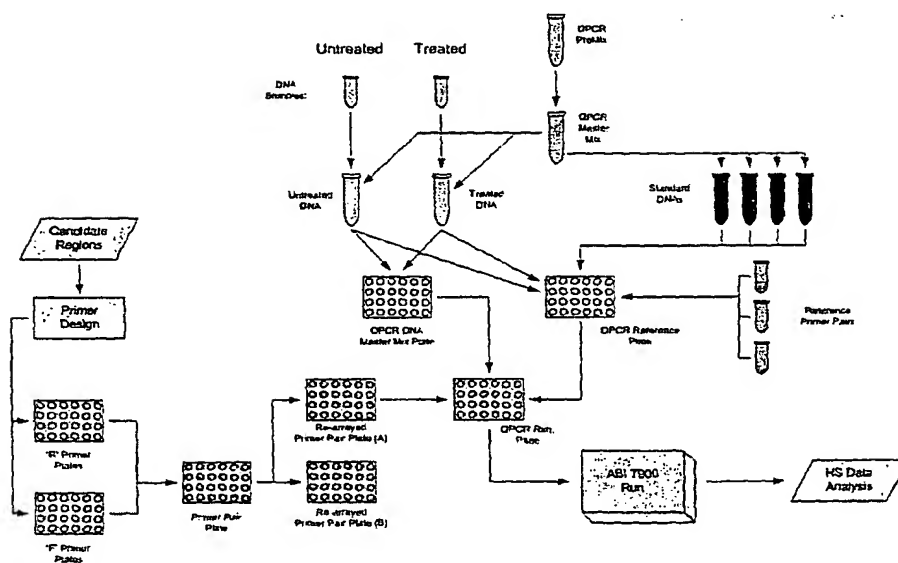 Untreated Treated
QPCR
PreMix
DNA
Samples:
QPCR
Master
Mix
Untreated
DNA
Treated
DNA
Standard
DNAs
Candidate
Regions
Primer
Design
QPCR DNA
Master Mix Plate
QPCR Reference
Plate
Reference
Primer Pairs
"R" Primer
Plates
Re-arrayed
Primer Pair Plate (A)
QPCR Run
Plate
ABI 7900
Run
HS Data
Analysis
"F" Primer
Plates
Primer Pair
Plate
Re-arrayed
Primer Pair Plate (B)